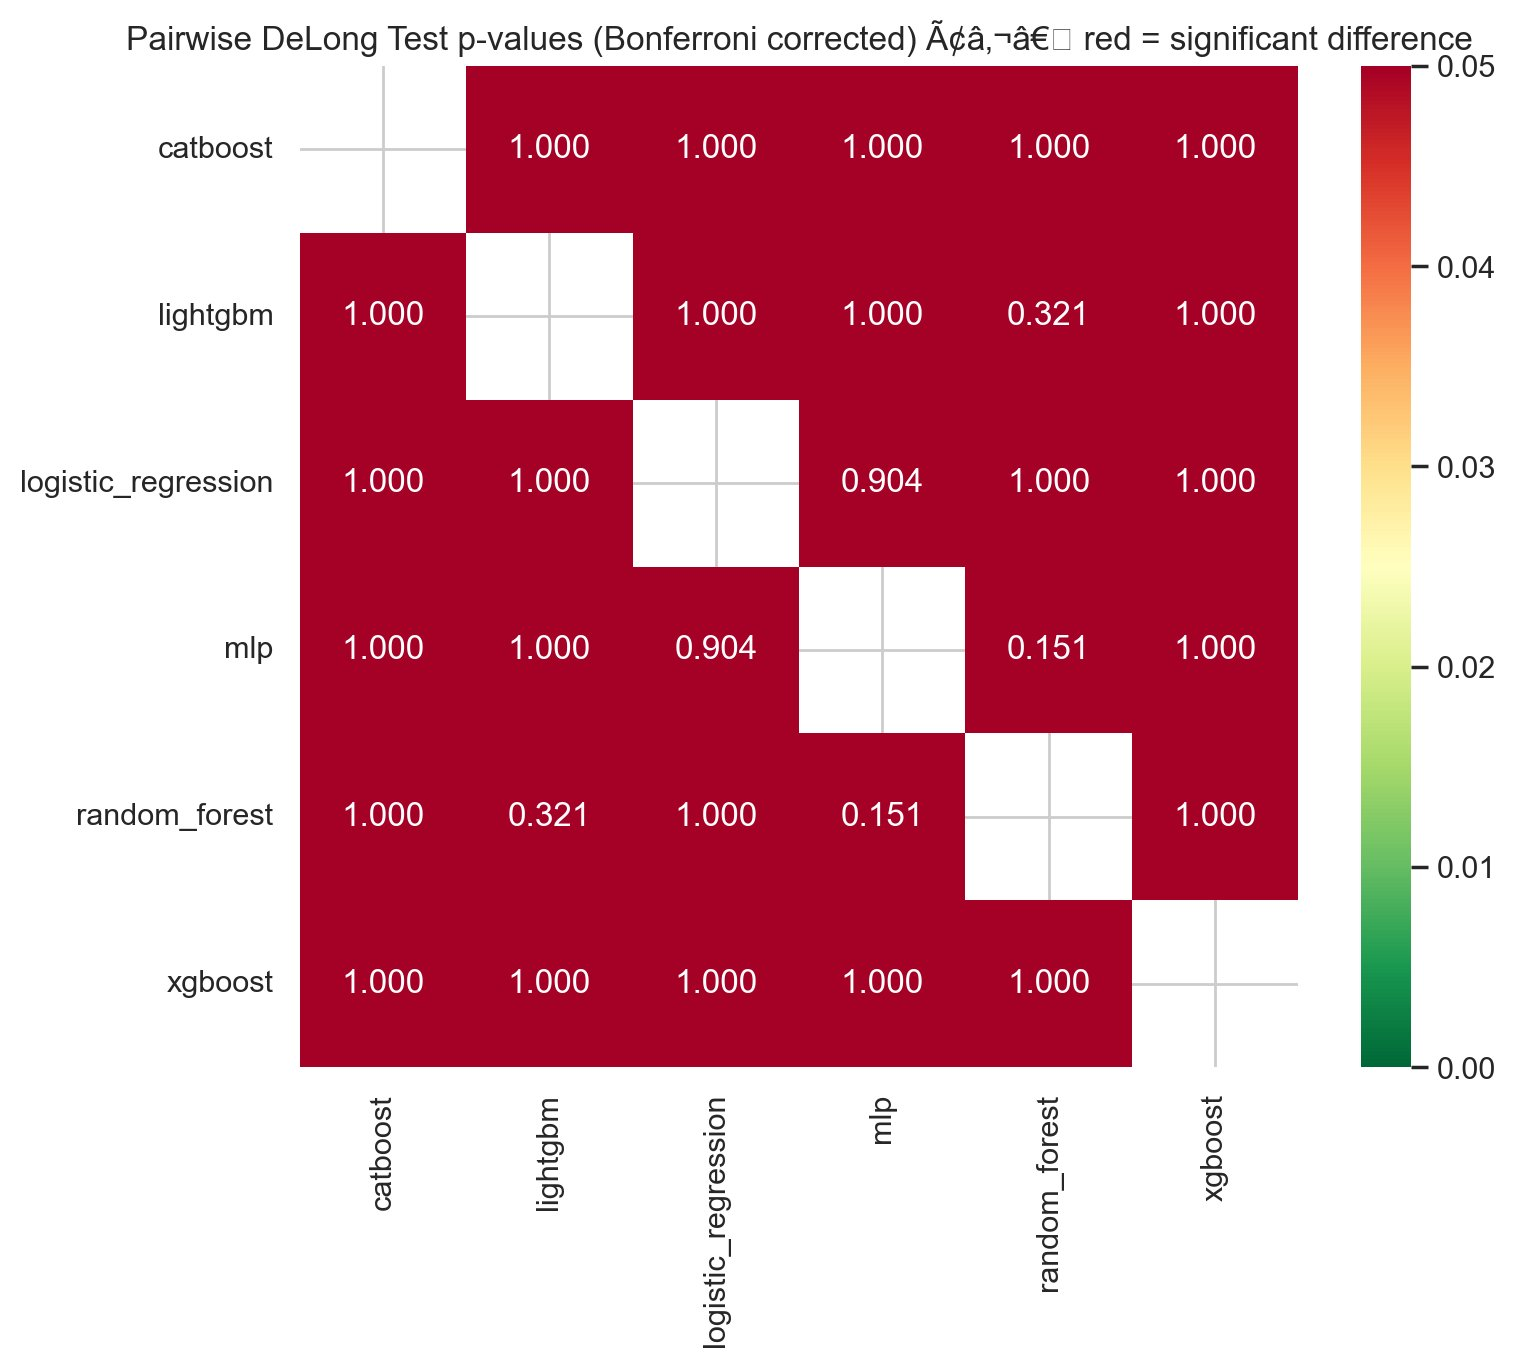 Pairwise DeLong Test p-values (Bonferroni corrected) Ã¢â‚¬â€□ red = significant difference
catboost 1.000 1.000 1.000 1.000 1.000
lightgbm 1.000 1.000 1.000 0.321 1.000
logistic_regression 1.000 1.000 0.904 1.000 1.000
mlp 1.000 1.000 0.904 0.151 1.000
random_forest 1.000 0.321 1.000 0.151 1.000
xgboost 1.000 1.000 1.000 1.000 1.000
catboost
lightgbm
logistic_regression
mlp
random_forest
xgboost
0.05
0.04
0.03
0.02
0.01
0.00